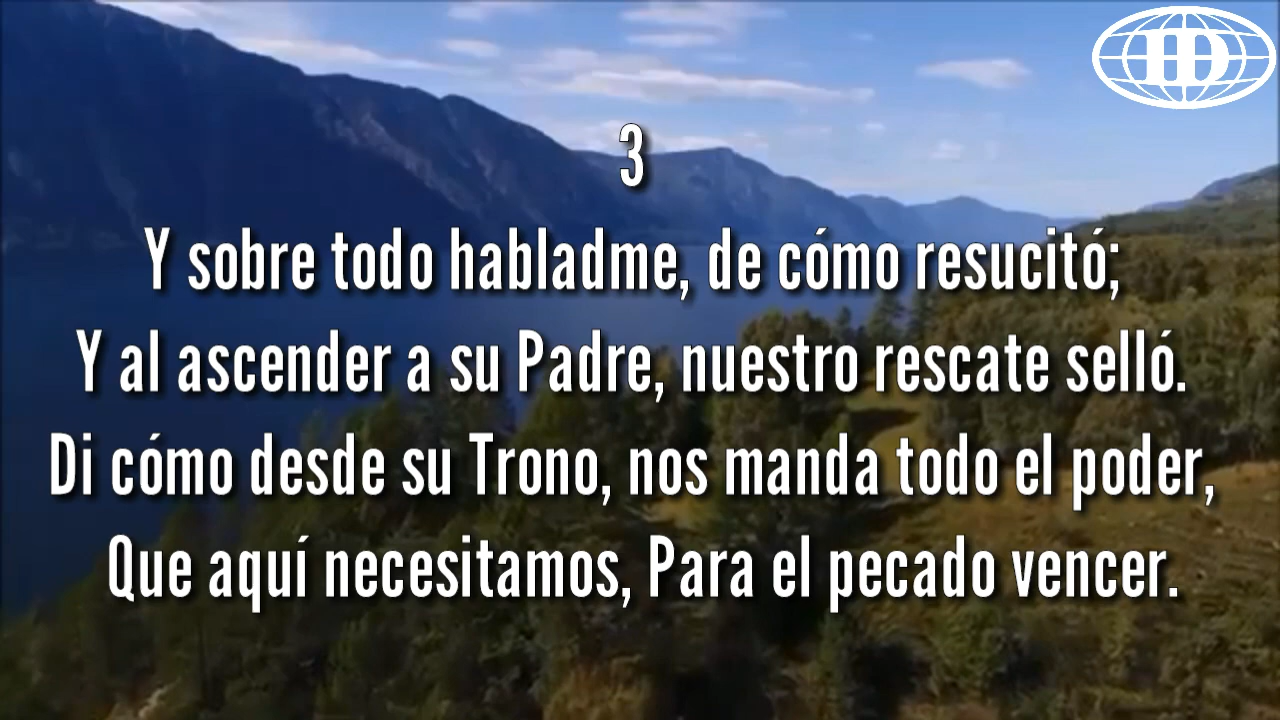 3
Y sobre todo habladme, de cómo resucitó;
Y al ascender a su Padre, nuestro rescate selló.
Di cómo desde su Trono, nos manda todo el poder,
Que aquí necesitamos, Para el pecado vencer.